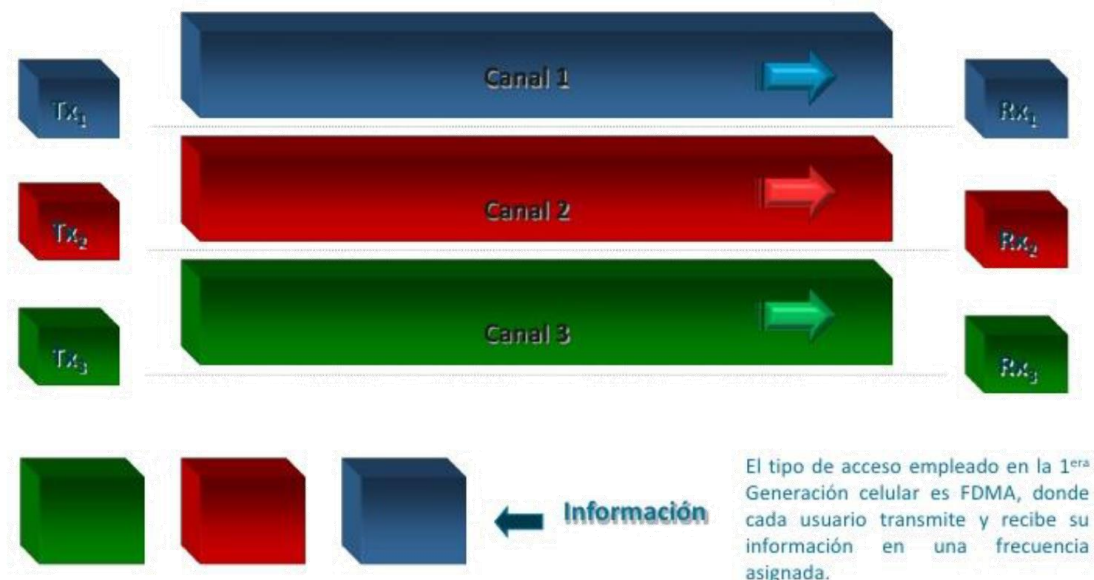 Canal 1
Tx₁
Rx₁
Canal 2
Tx₂
Rx₂
Canal 3
Tx₃
Rx₃
Información
El tipo de acceso empleado en la 1ᵉʳᵃ
Generación celular es FDMA, donde
cada usuario transmite y recibe su
información en una frecuencia
asignada.